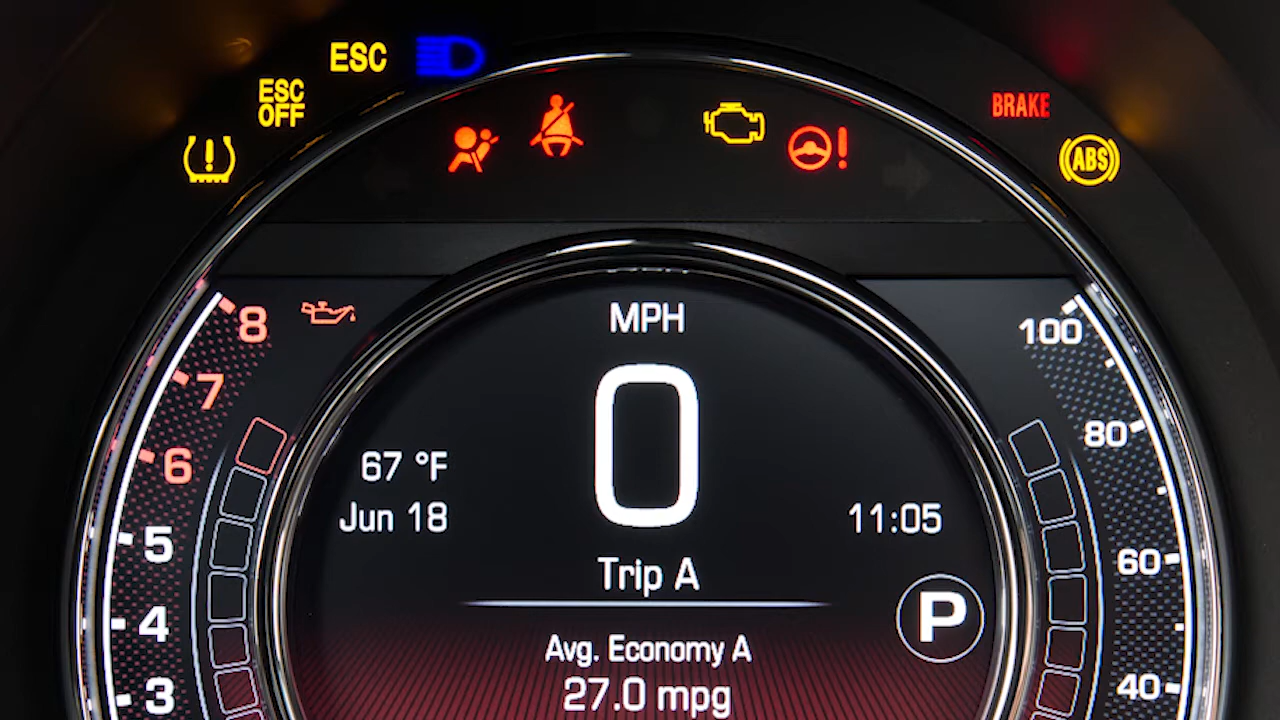 ESC
ESC
OFF
BRAKE
ABS
MPH
0
67 °F
Jun 18
11:05
Trip A
P
Avg. Economy A
27.0 mpg
8
7
6
5
4
3
100
80
60
40